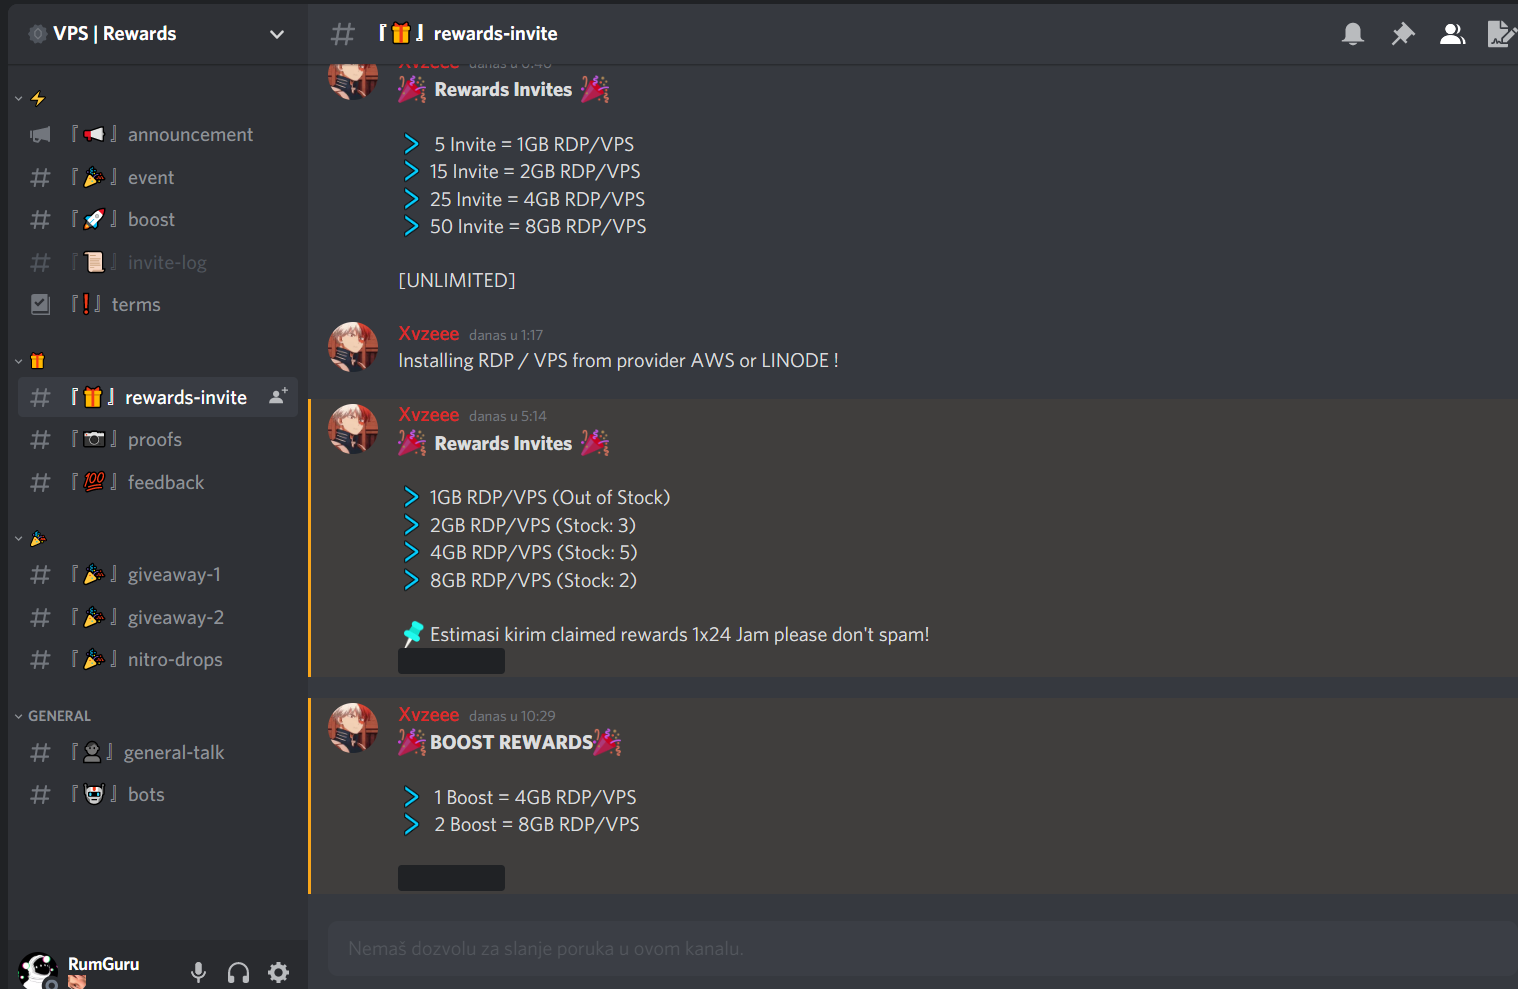 VPS | Rewards
announcement
event
boost
invite-log
terms
rewards-invite
proofs
feedback
giveaway-1
giveaway-2
nitro-drops
GENERAL
general-talk
bots
RumGuru
rewards-invite
Xvzeee danas u 0:40
Rewards Invites
5 Invite = 1GB RDP/VPS
15 Invite = 2GB RDP/VPS
25 Invite = 4GB RDP/VPS
50 Invite = 8GB RDP/VPS
[UNLIMITED]
Xvzeee danas u 1:17
Installing RDP / VPS from provider AWS or LINODE !
Xvzeee danas u 5:14
Rewards Invites
1GB RDP/VPS (Out of Stock)
2GB RDP/VPS (Stock: 3)
4GB RDP/VPS (Stock: 5)
8GB RDP/VPS (Stock: 2)
Estimasi kirim claimed rewards 1x24 Jam please don't spam!
Xvzeee danas u 10:29
BOOST REWARDS
1 Boost = 4GB RDP/VPS
2 Boost = 8GB RDP/VPS
Nemaš dozvolu za slanje poruka u ovom kanalu.